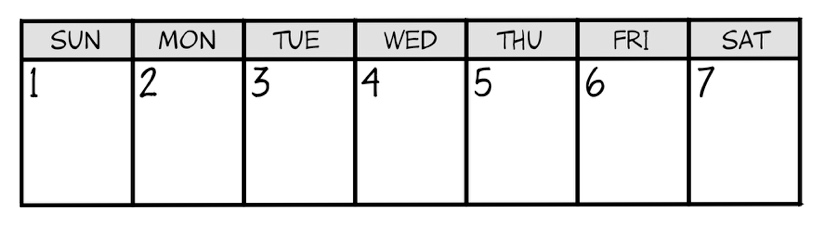 SUN MON TUE WED THU FRI SAT
1 2 3 4 5 6 7